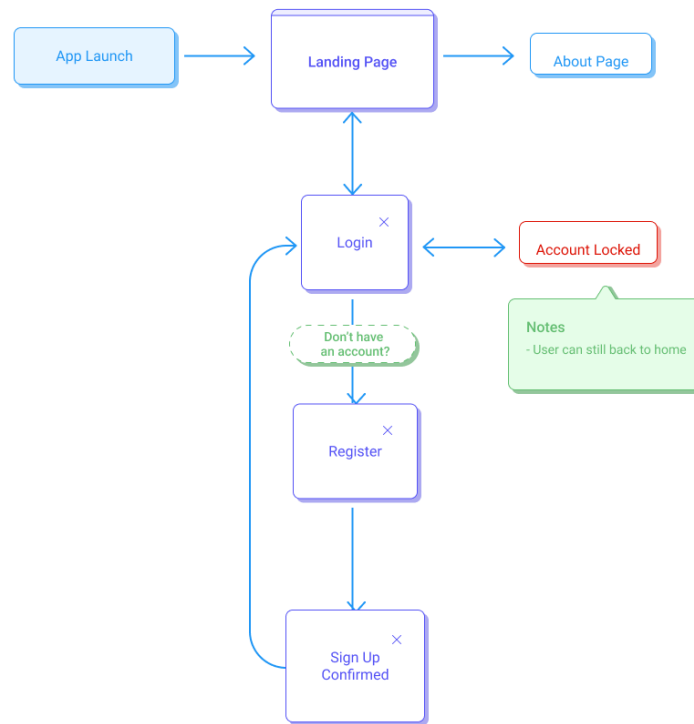 App Launch
Landing Page
About Page
Login
Account Locked
Don't have
an account?
Notes
- User can still back to home
Register
Sign Up
Confirmed